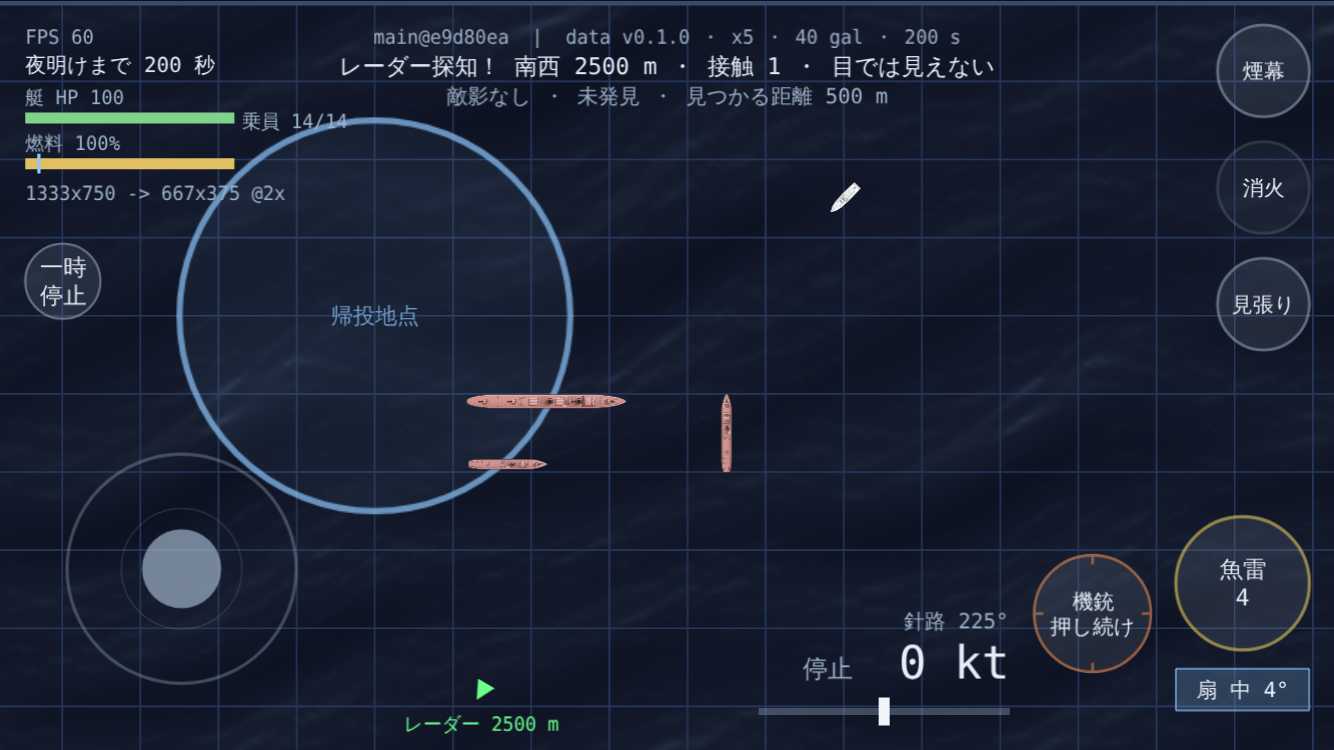 FPS 60
main@e9d80ea | data v0.1.0 · x5 · 40 gal · 200 s
夜明けまで 200 秒
レーダー探知! 南西 2500 m · 接触 1 · 目では見えない
敵影なし · 未発見 · 見つかる距離 500 m
艇 HP 100
乗員 14/14
燃料 100%
1333x750 -> 667x375 @2x
煙幕
消火
見張り
一時
停止
帰投地点
魚雷
4
機銃
押し続け
針路 225°
停止 0 kt
扇 中 4°
レーダー 2500 m